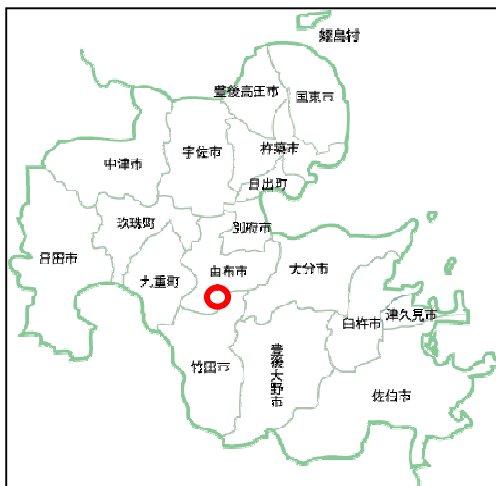 姫島村
豊後高田市
国東市
杵築市
宇佐市
中津市
日出町
玖珠町
別府市
日田市
九重町
由布市
大分市
臼杵市
津久見市
竹田市
豊後大野市
佐伯市